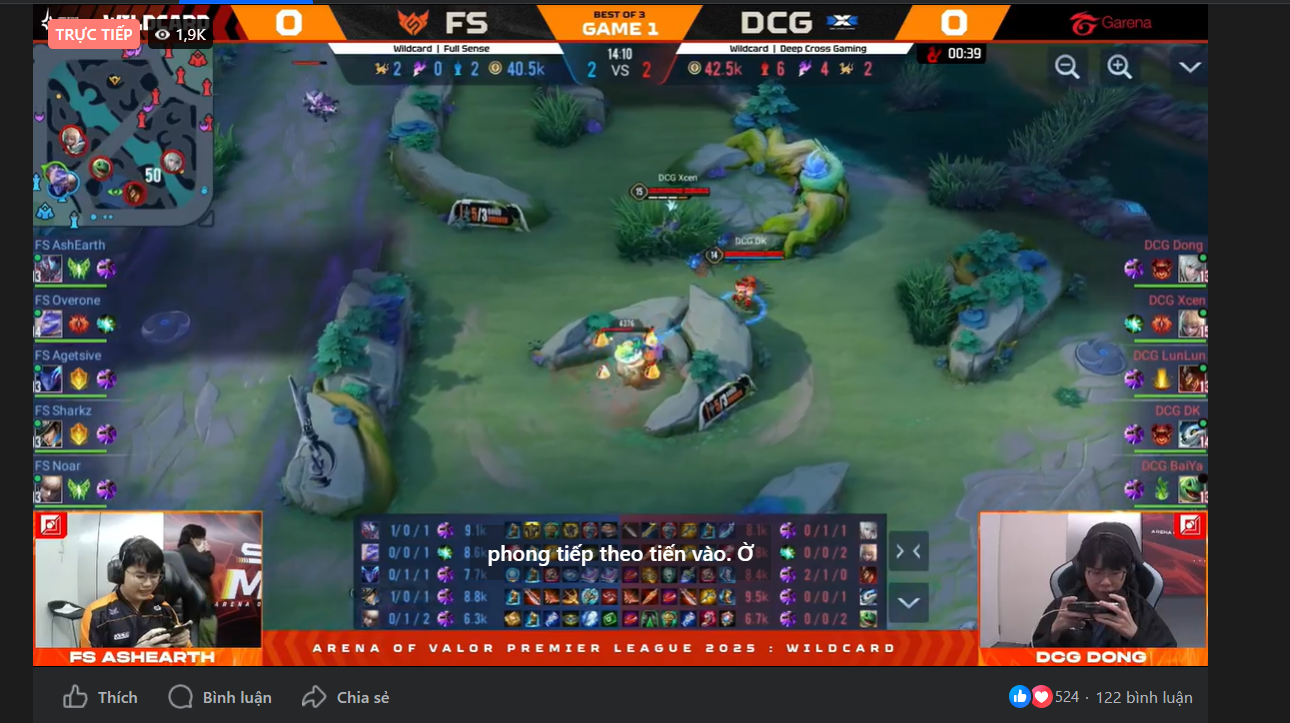 WILDCARD
TRỰC TIẾP
1,9K
0
FS
BEST OF 3
GAME 1
DCG
0
Garena
Wildcard | Full Sense
14:10
Wildcard | Deep Cross Gaming
00:39
2 0 2 40.5k
2 VS 2
42.5k 6 4 2
50
DCG Xcen
15
DCG DK
14
4376
FS AshEarth
FS Overone
FS Agetsive
FS Sharkz
FS Noar
DCG Dong
DCG Xcen
DCG LunLun
DCG DK
DCG BaiYa
1/0/1 9.1k 8.1k 0/1/1
0/0/1 0/0/2
0/1/1 7.7k 8.4k 2/1/0
1/0/1 8.8k 9.5k 0/0/1
0/1/2 6.3k 6.7k 0/0/2
phong tiếp theo tiến vào. Ờ
FS ASHEARTH
ARENA OF VALOR PREMIER LEAGUE 2025 : WILDCARD
DCG DONG
Thích
Bình luận
Chia sẻ
524 · 122 bình luận